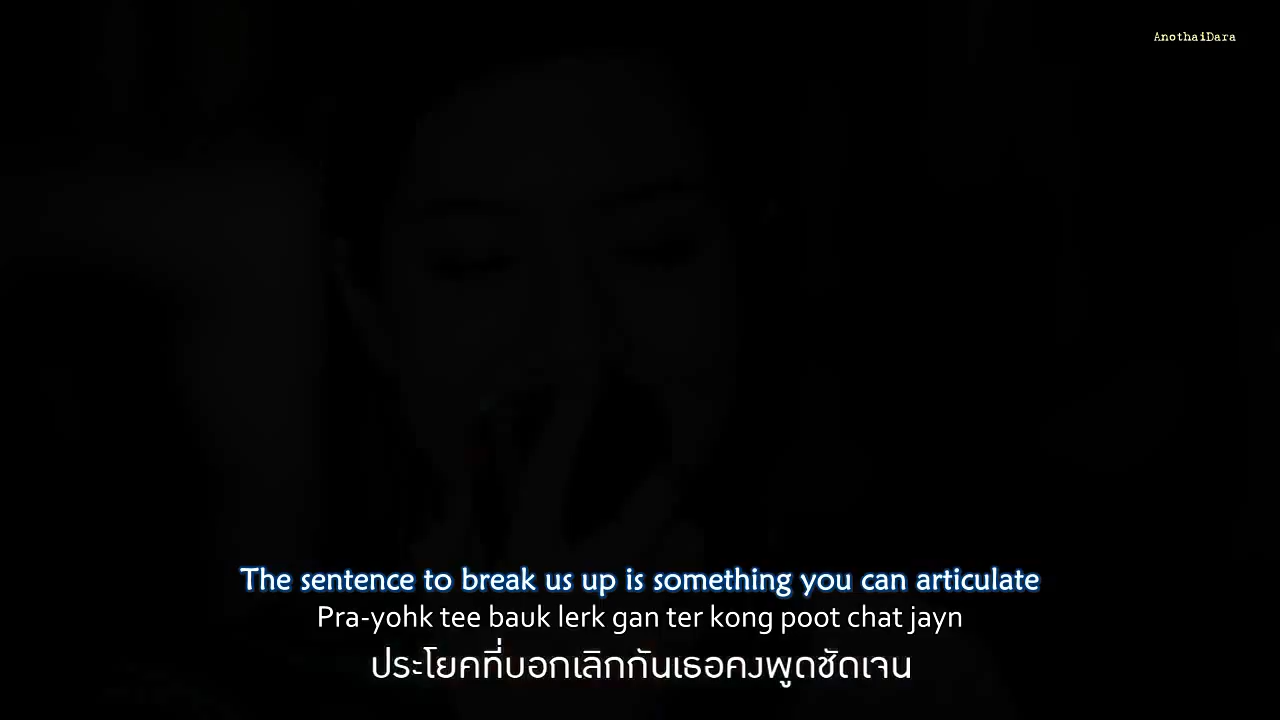 AnothaiDara
The sentence to break us up is something you can articulate
Pra-yohk tee bauk lerk gan ter kong poot chat jayn
ประโยคที่บอกเลิกกันเธอคงพูดชัดเจน